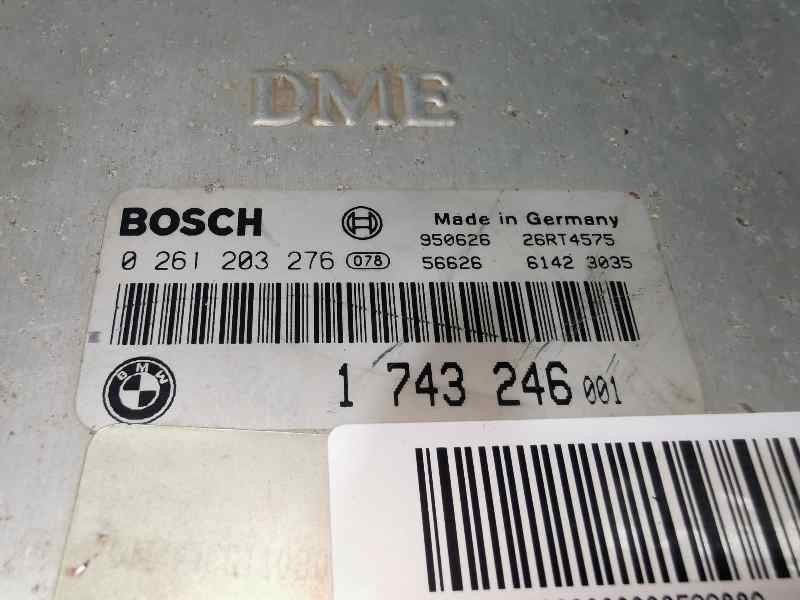 DME
BOSCH Made in Germany
950626 26RT4575
0 261 203 276 078 56626 6142 3035
BMW 1 743 246 001